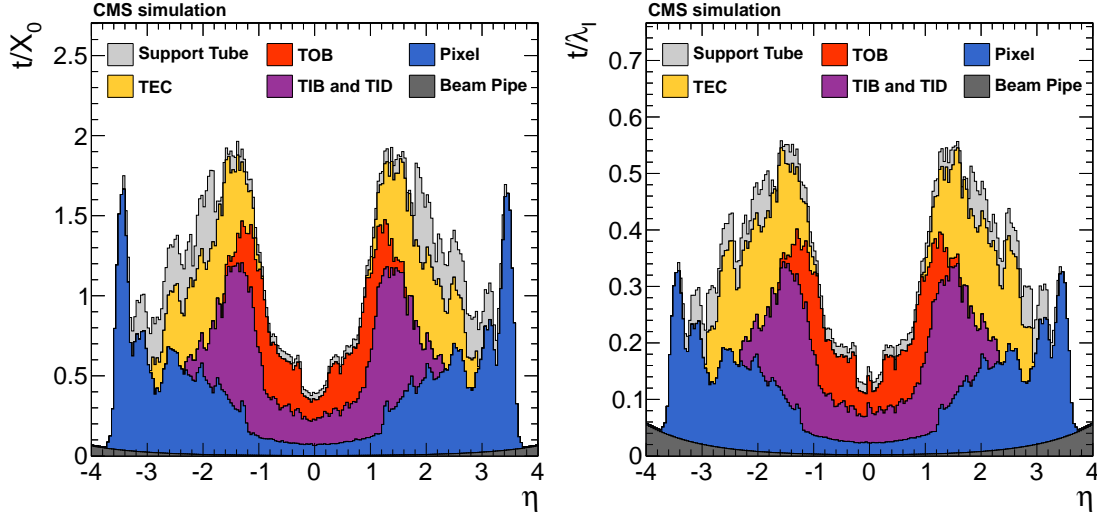 CMS simulation
t/X₀
2.5
2
1.5
1
0.5
0
Support Tube
TOB
Pixel
TEC
TIB and TID
Beam Pipe
-4 -3 -2 -1 0 1 2 3 4
η
CMS simulation
t/λ_I
0.7
0.6
0.5
0.4
0.3
0.2
0.1
0
Support Tube
TOB
Pixel
TEC
TIB and TID
Beam Pipe
-4 -3 -2 -1 0 1 2 3 4
η